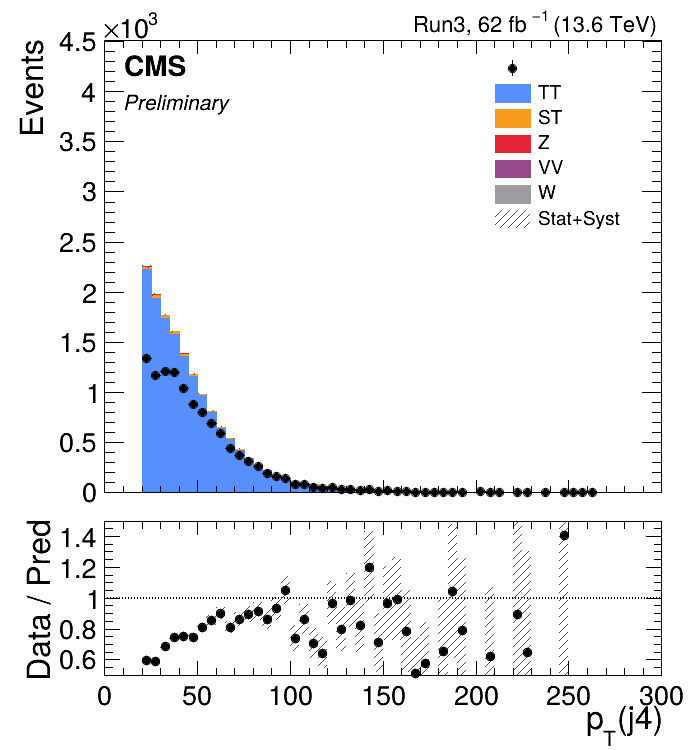 ×10³
Run3, 62 fb⁻¹ (13.6 TeV)
CMS
Preliminary
Events
4.5
4
3.5
3
2.5
2
1.5
1
0.5
0
TT
ST
Z
VV
W
Stat+Syst
Data / Pred
1.4
1.2
1
0.8
0.6
0 50 100 150 200 250 300
p_T(j4)